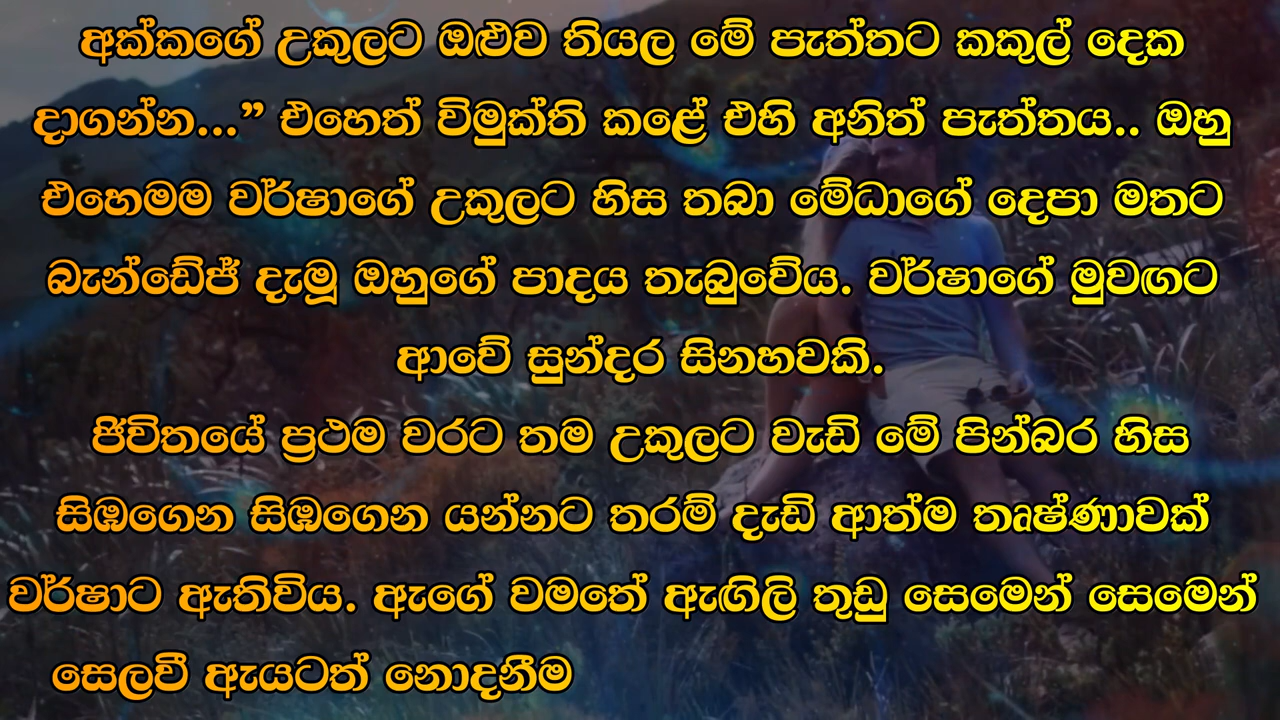 අක්කගේ උකුලට ඔළුව තියල මේ පැත්තට කකුල් දෙක
දාගන්න...” එහෙත් විමුක්ති කළේ එහි අනිත් පැත්තය.. ඔහු
එහෙමම වර්ෂාගේ උකුලට හිස තබා මේධාගේ දෙපා මතට
බැන්ඩේජ් දැමූ ඔහුගේ පාදය තැබුවේය. වර්ෂාගේ මුවඟට
ආවේ සුන්දර සිනහවකි.
ජිවිතයේ ප්‍රථම වරට තම උකුලට වැඩි මේ පින්බර හිස
සිඹගෙන සිඹගෙන යන්නට තරම් දැඩි ආත්ම තෘෂ්ණාවක්
වර්ෂාට ඇතිවිය. ඇගේ වමතේ ඇඟිලි තුඩු සෙමෙන් සෙමෙන්
සෙලවී ඇයටත් නොදනීම